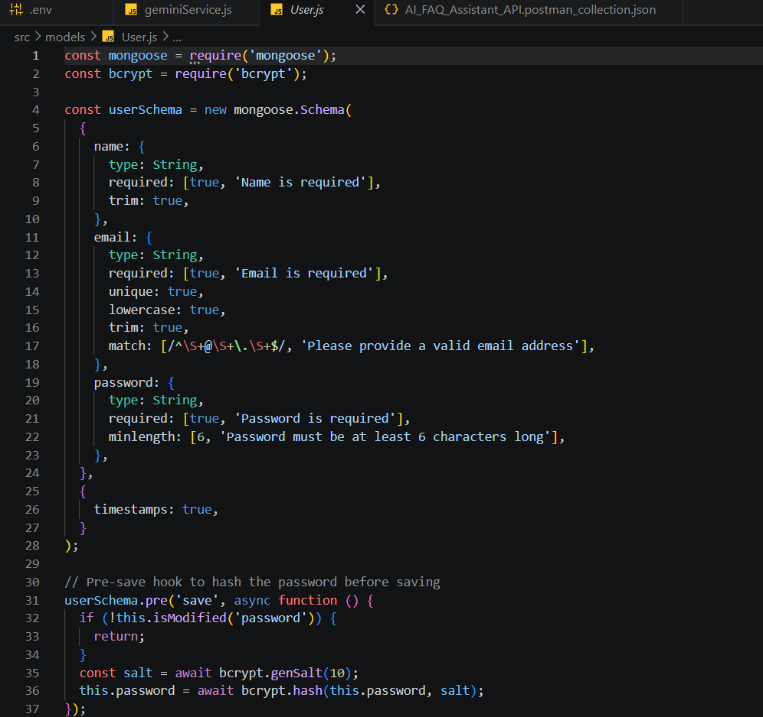 .env geminiService.js User.js AI_FAQ_Assistant_API.postman_collection.json
src > models > User.js > ...
1 const mongoose = require('mongoose');
2 const bcrypt = require('bcrypt');
3
4 const userSchema = new mongoose.Schema(
5   {
6     name: {
7       type: String,
8       required: [true, 'Name is required'],
9       trim: true,
10     },
11     email: {
12       type: String,
13       required: [true, 'Email is required'],
14       unique: true,
15       lowercase: true,
16       trim: true,
17       match: [/^\S+@\S+\.\S+$/, 'Please provide a valid email address'],
18     },
19     password: {
20       type: String,
21       required: [true, 'Password is required'],
22       minlength: [6, 'Password must be at least 6 characters long'],
23     },
24   },
25   {
26     timestamps: true,
27   }
28 );
29
30 // Pre-save hook to hash the password before saving
31 userSchema.pre('save', async function () {
32   if (!this.isModified('password')) {
33     return;
34   }
35   const salt = await bcrypt.genSalt(10);
36   this.password = await bcrypt.hash(this.password, salt);
37 });